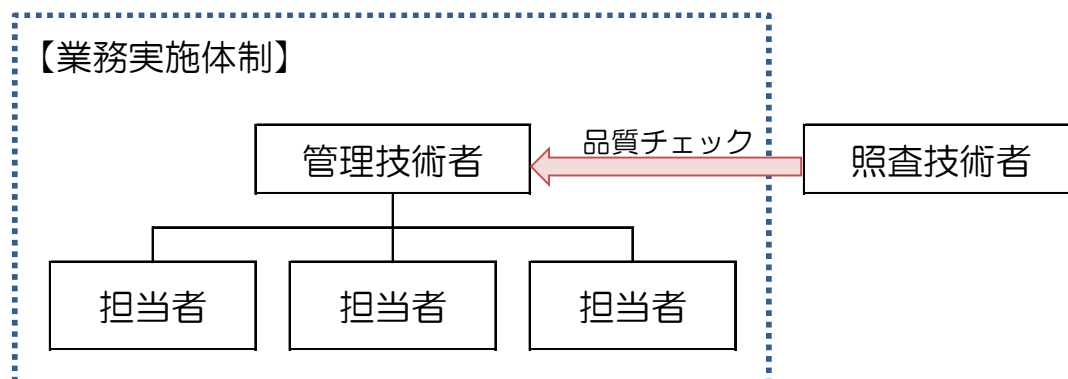 【業務実施体制】
品質チェック
管理技術者
照査技術者
担当者
担当者
担当者